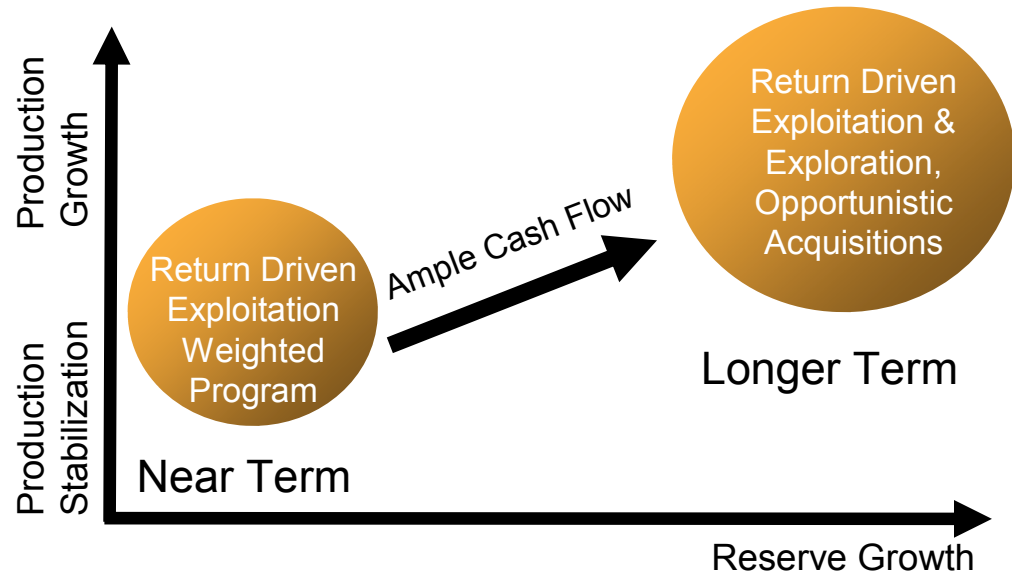 Production
Growth
Production
Stabilization
Return Driven
Exploitation
Weighted
Program
Near Term
Ample Cash Flow
Return Driven
Exploitation &
Exploration,
Opportunistic
Acquisitions
Longer Term
Reserve Growth